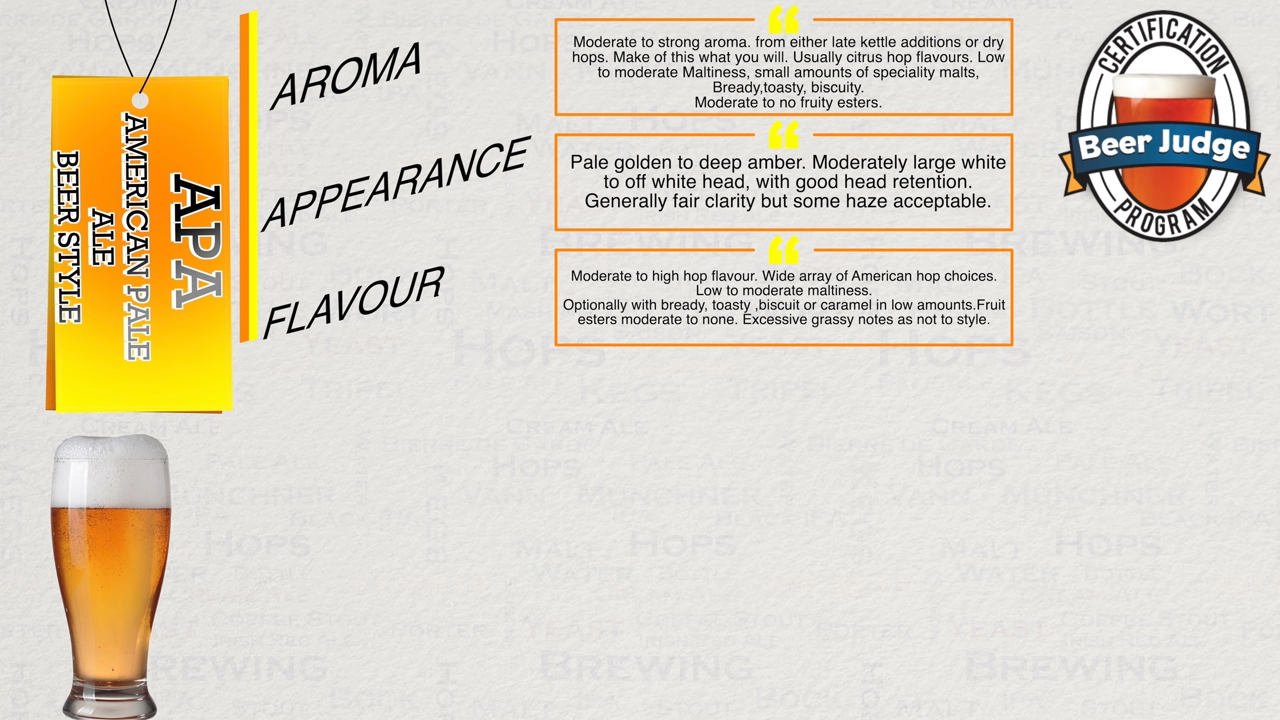 APA
AMERICAN PALE
ALE
BEER STYLE
AROMA
Moderate to strong aroma. from either late kettle additions or dry
hops. Make of this what you will. Usually citrus hop flavours. Low
to moderate Maltiness, small amounts of speciality malts,
Bready,toasty, biscuity.
Moderate to no fruity esters.
APPEARANCE
Pale golden to deep amber. Moderately large white
to off white head, with good head retention.
Generally fair clarity but some haze acceptable.
FLAVOUR
Moderate to high hop flavour. Wide array of American hop choices.
Low to moderate maltiness.
Optionally with bready, toasty ,biscuit or caramel in low amounts.Fruit
esters moderate to none. Excessive grassy notes as not to style.
CERTIFICATION
Beer Judge
PROGRAM